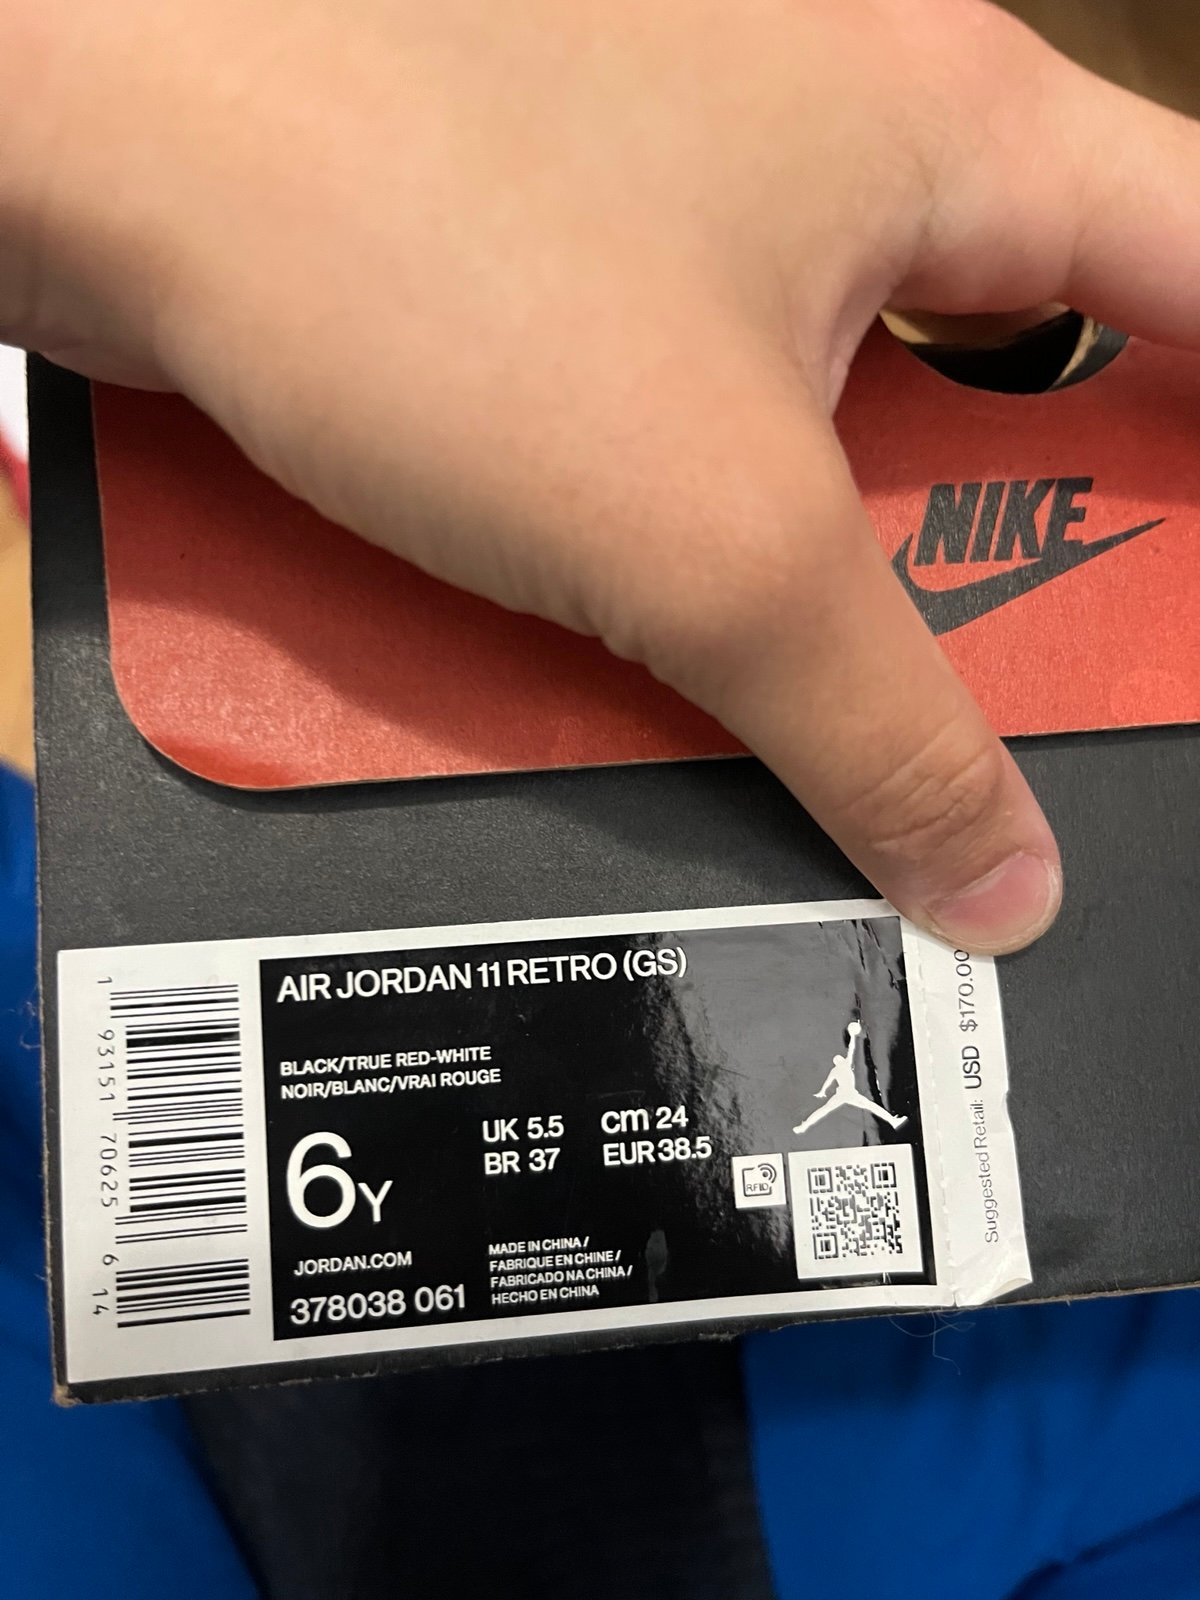 NIKE
AIR JORDAN 11 RETRO (GS)
BLACK/TRUE RED-WHITE
NOIR/BLANC/VRAI ROUGE
6Y
UK 5.5 cm 24
BR 37 EUR 38.5
RFID
JORDAN.COM
378038 061
MADE IN CHINA /
FABRIQUE EN CHINE /
FABRICADO NA CHINA /
HECHO EN CHINA
1 93151 70625 6 14
Suggested Retail: USD $170.00